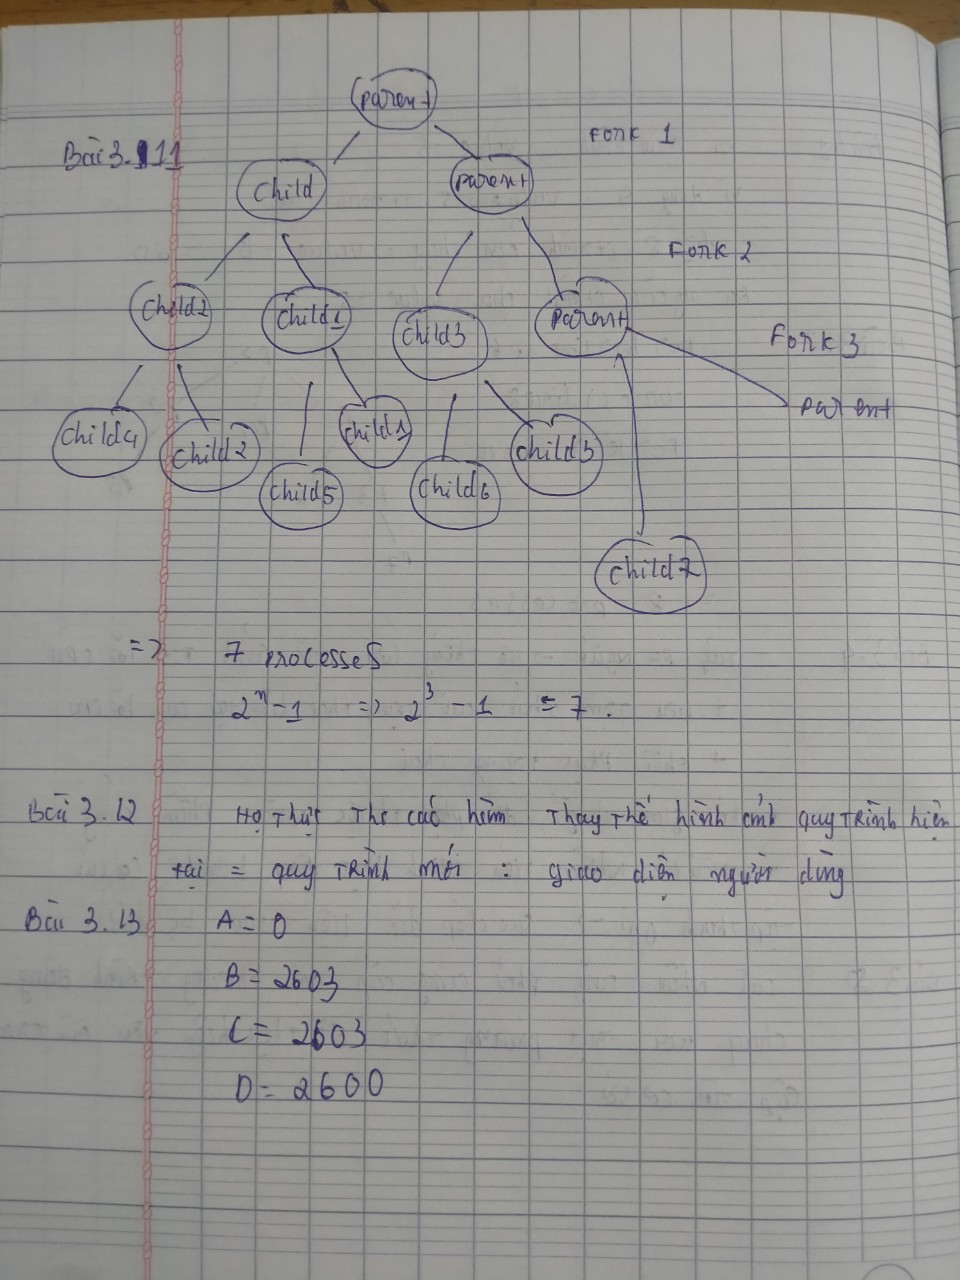 parent
Fork 1
Bài 3.11
Child
parent
Fork 2
Child2
Child1
Child3
Parent
Fork 3
parent
Child4
Child2
Child1
Child5
Child6
Child3
Child7
=> 7 processes
2^n - 1 => 2^3 - 1 = 7.
Bài 3.12 Họ thực thi các hàm thay thế hình ảnh quy trình hiện
tại = quy trình mới : giao diện người dùng
Bài 3.13 A = 0
B = 2603
C = 2603
D = 2600